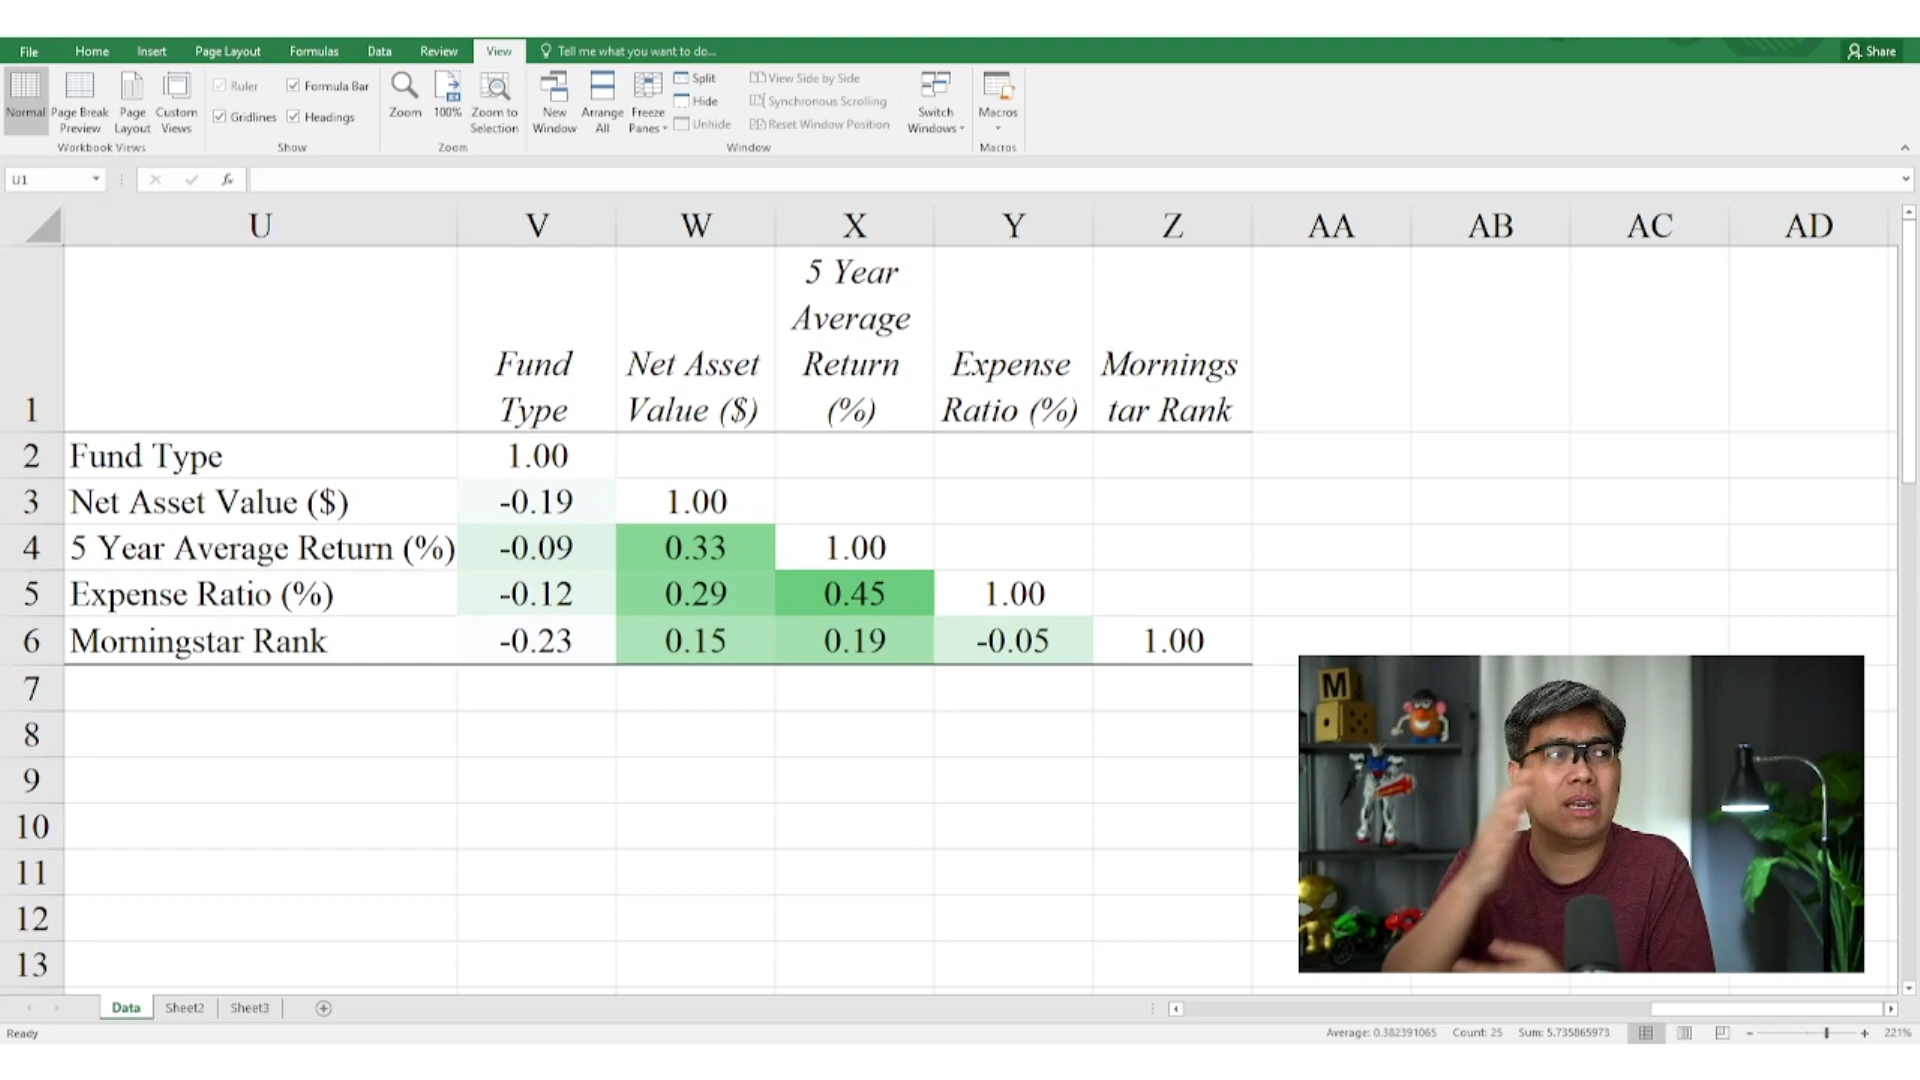 File Home Insert Page Layout Formulas Data Review View Tell me what you want to do... Share
Normal Page Break Preview Page Layout Custom Views Workbook Views
Ruler Formula Bar
Gridlines Headings
Show
Zoom 100% Zoom to Selection
Zoom
New Window Arrange All Freeze Panes Split Hide Unhide
View Side by Side
Synchronous Scrolling
Reset Window Position
Switch Windows
Window
Macros
Macros
U1 fx
U V W X Y Z AA AB AC AD
1 Fund Type Net Asset Value ($) 5 Year Average Return (%) Expense Ratio (%) Mornings tar Rank
2 Fund Type 1.00
3 Net Asset Value ($) -0.19 1.00
4 5 Year Average Return (%) -0.09 0.33 1.00
5 Expense Ratio (%) -0.12 0.29 0.45 1.00
6 Morningstar Rank -0.23 0.15 0.19 -0.05 1.00
7
8
9
10
11
12
13
M
Data Sheet2 Sheet3
Ready Average: 0.382391065 Count: 25 Sum: 5.735865973 221%